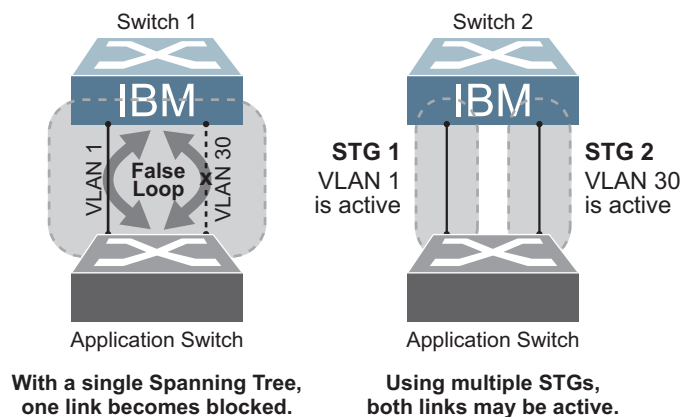 Switch 1
IBM
VLAN 1
False
Loop
x
VLAN 30
Application Switch
With a single Spanning Tree,
one link becomes blocked.
Switch 2
IBM
STG 1
VLAN 1
is active
STG 2
VLAN 30
is active
Application Switch
Using multiple STGs,
both links may be active.